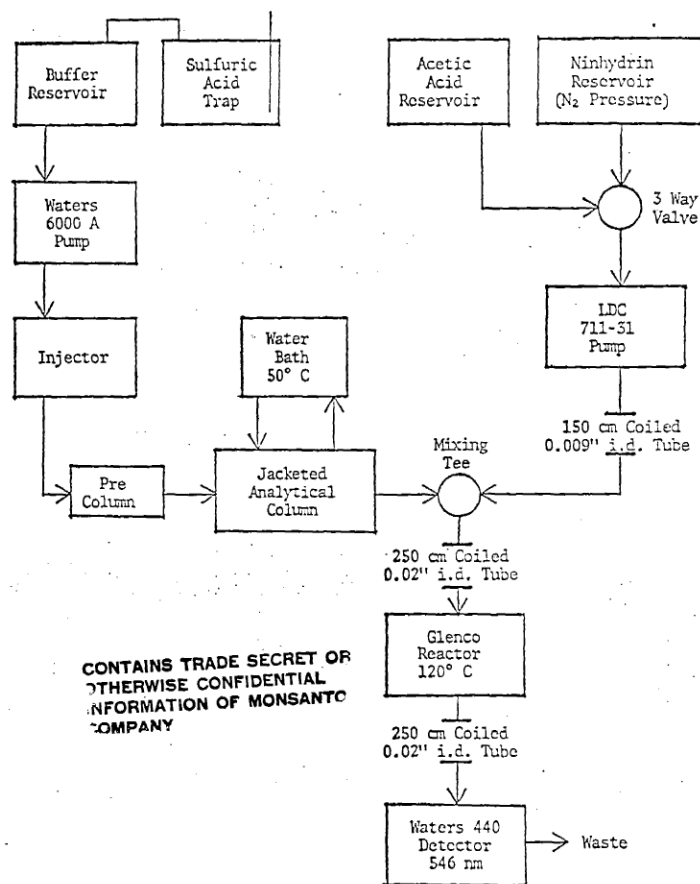 Buffer
Reservoir
Sulfuric
Acid
Trap
Acetic
Acid
Reservoir
Ninhydrin
Reservoir
(N₂ Pressure)
3 Way
Valve
Waters
6000 A
Pump
LDC
711-31
Pump
Injector
Water
Bath
50° C
150 cm Coiled
0.009" i.d. Tube
Pre
Column
Jacketed
Analytical
Column
Mixing
Tee
250 cm Coiled
0.02" i.d. Tube
Glenco
Reactor
120° C
CONTAINS TRADE SECRET OR
OTHERWISE CONFIDENTIAL
INFORMATION OF MONSANTO
COMPANY
250 cm Coiled
0.02" i.d. Tube
Waters 440
Detector
546 nm
Waste